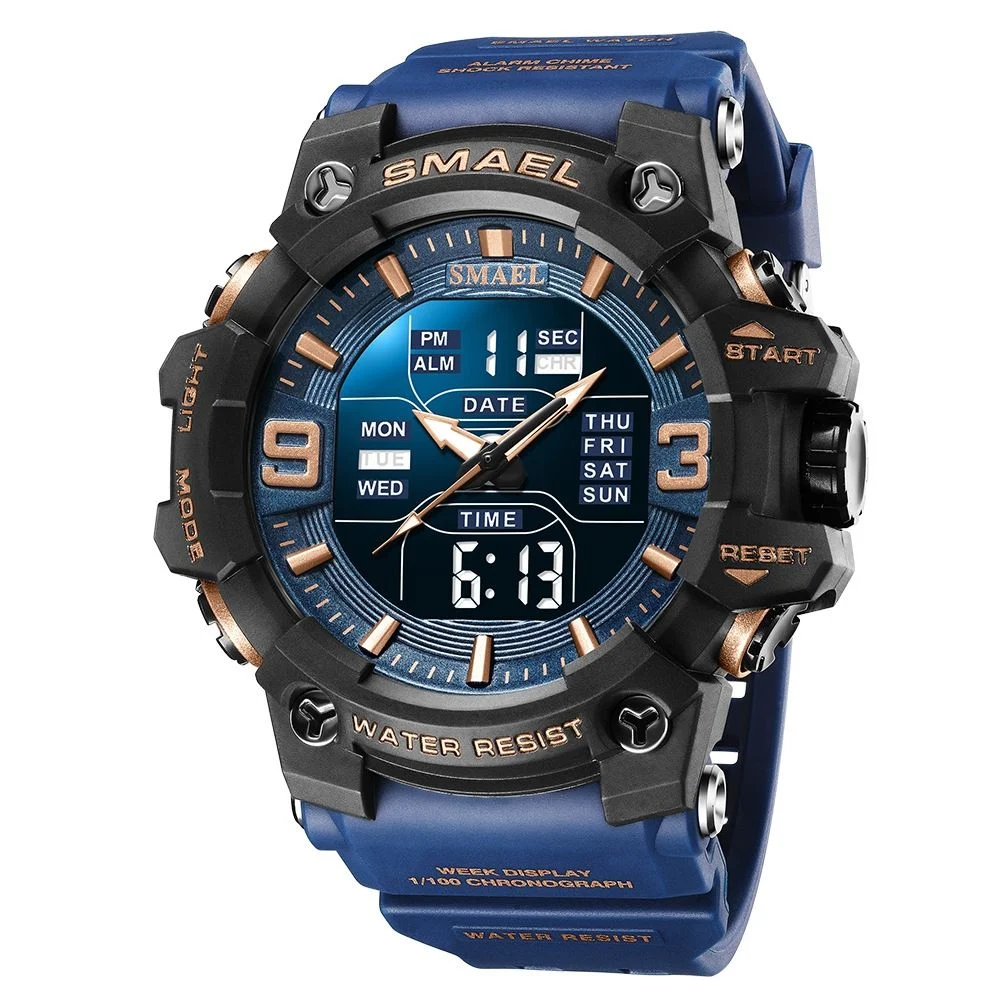 SMAEL WATCH
ALARM CHIME
SHOCK RESISTANT
SMAEL
SMAEL
PM 11 SEC
ALM CHR
DATE
MON
TUE
WED
THU
FRI
SAT
SUN
9
3
TIME
6:13
LIGHT
MODE
START
RESET
WATER RESIST
WEEK DISPLAY
1/100 CHRONOGRAPH
WATER RESIST